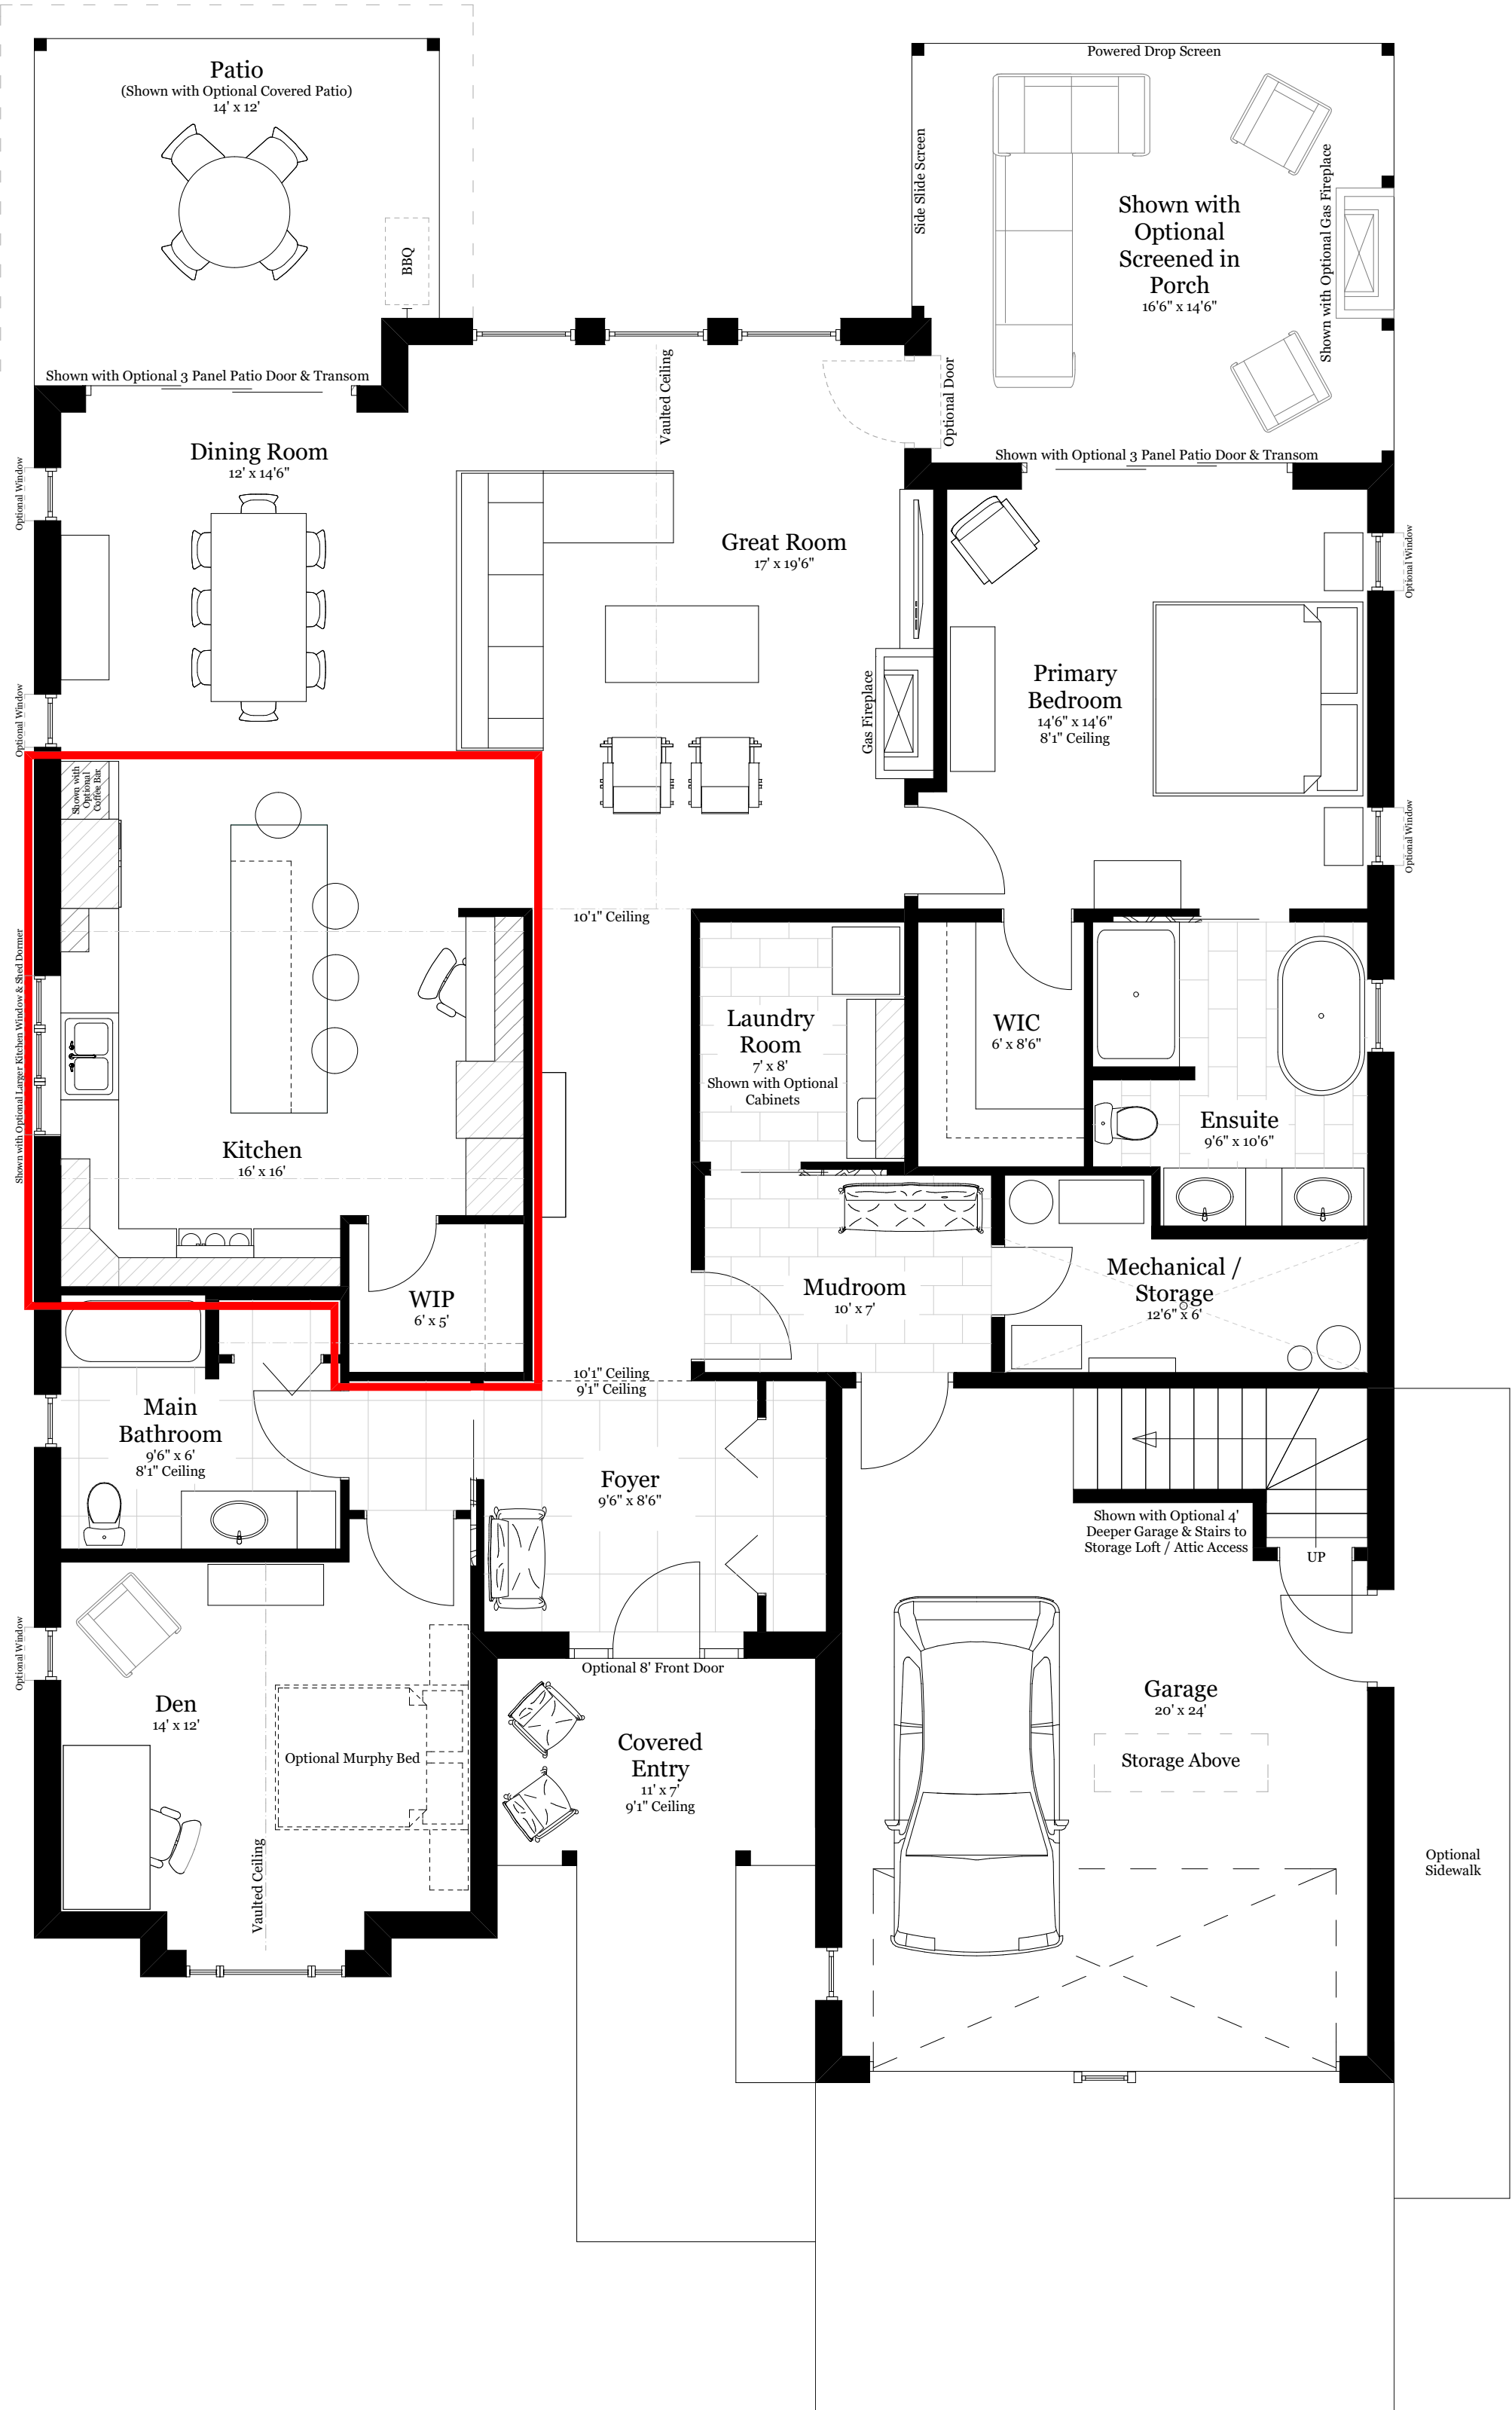 Patio
(Shown with Optional Covered Patio)
14' x 12'
BBQ
Powered Drop Screen
Side Slide Screen
Shown with
Optional
Screened in
Porch
16'6" x 14'6"
Shown with Optional Gas Fireplace
Shown with Optional 3 Panel Patio Door & Transom
Vaulted Ceiling
Optional Door
Shown with Optional 3 Panel Patio Door & Transom
Dining Room
12' x 14'6"
Optional Window
Optional Window
Great Room
17' x 19'6"
Gas Fireplace
Primary
Bedroom
14'6" x 14'6"
8'1" Ceiling
Optional Window
Optional Window
Shown with
Optional
Coffee Bar
Shown with Optional Larger Kitchen Window & Shed Dormer
Kitchen
16' x 16'
10'1" Ceiling
Laundry
Room
7' x 8'
Shown with Optional
Cabinets
WIC
6' x 8'6"
Ensuite
9'6" x 10'6"
WIP
6' x 5'
Mudroom
10' x 7'
Mechanical /
Storage
12'6" x 6'
10'1" Ceiling
9'1" Ceiling
Main
Bathroom
9'6" x 6'
8'1" Ceiling
Foyer
9'6" x 8'6"
Shown with Optional 4'
Deeper Garage & Stairs to
Storage Loft / Attic Access
UP
Optional Window
Den
14' x 12'
Optional Murphy Bed
Vaulted Ceiling
Optional 8' Front Door
Covered
Entry
11' x 7'
9'1" Ceiling
Garage
20' x 24'
Storage Above
Optional
Sidewalk